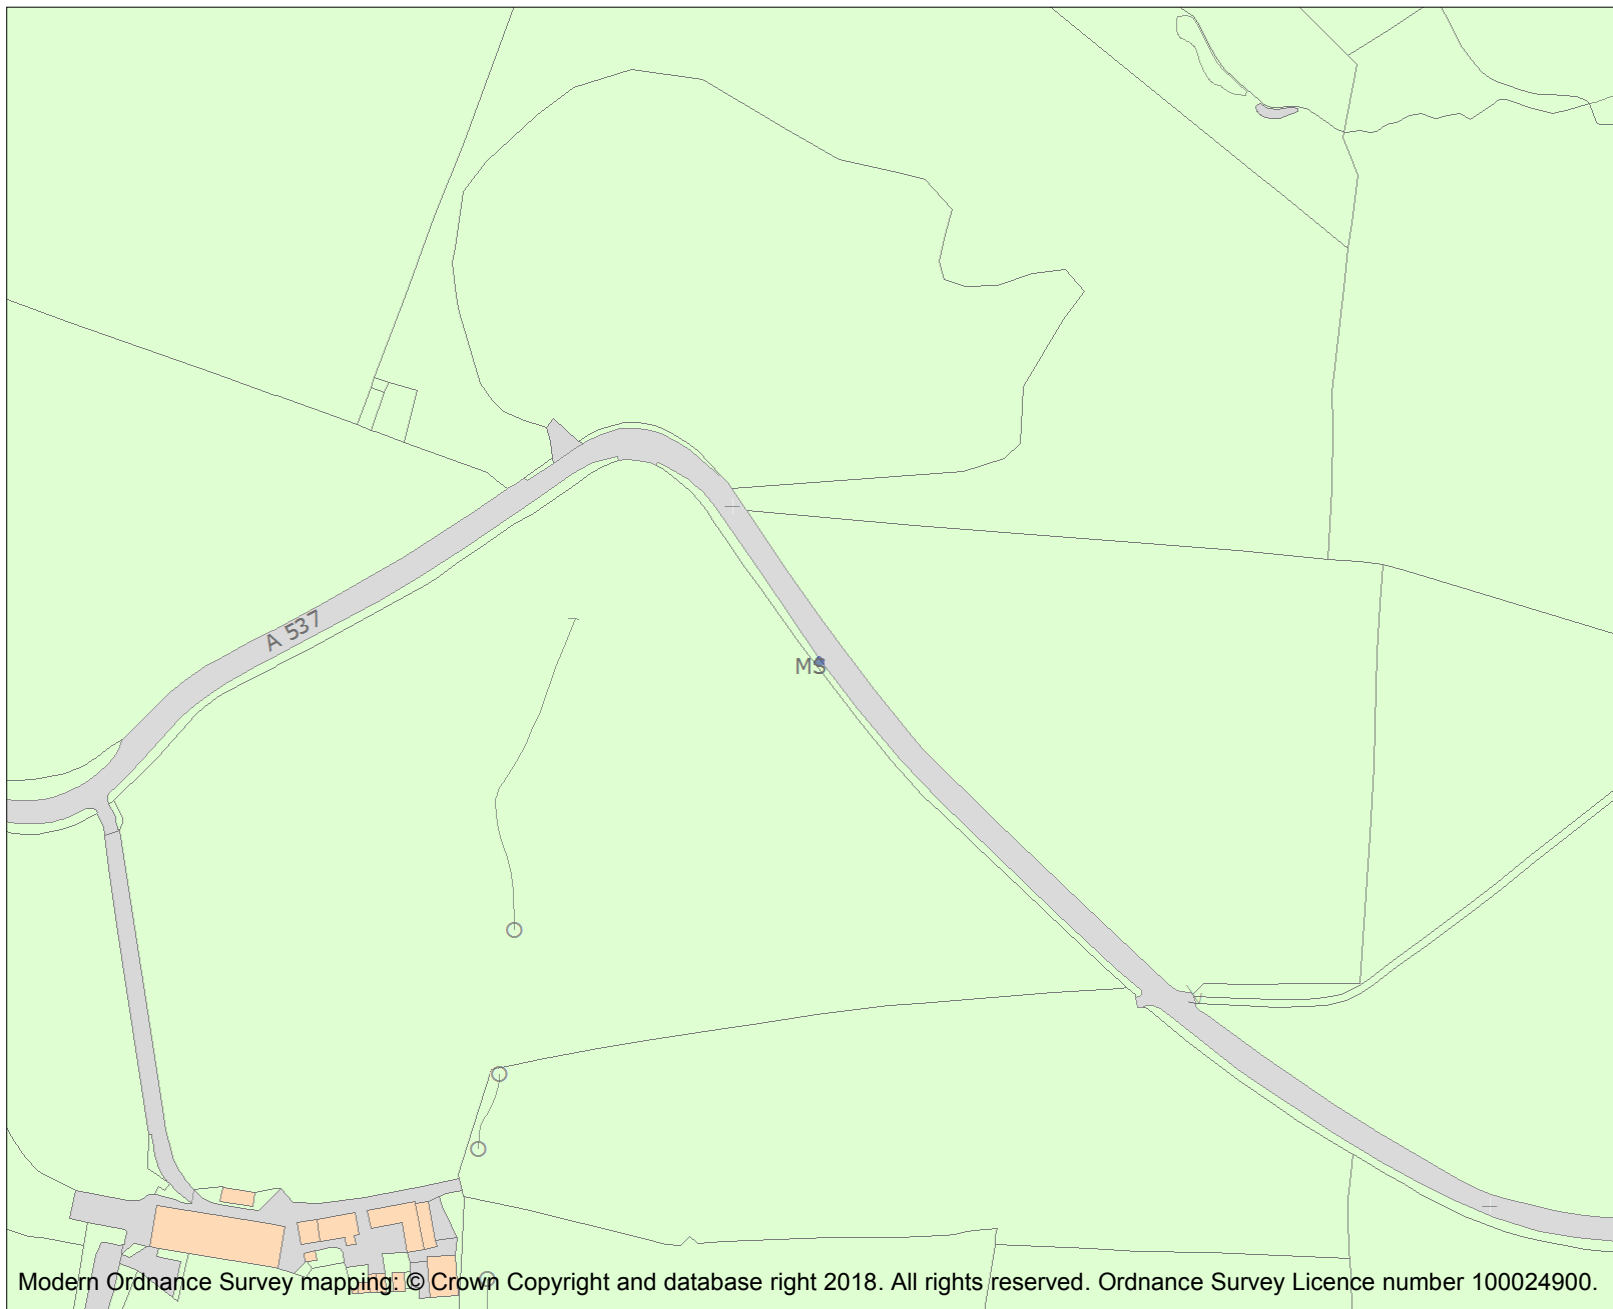 A 537
MS
Modern Ordnance Survey mapping: © Crown Copyright and database right 2018. All rights reserved. Ordnance Survey Licence number 100024900.